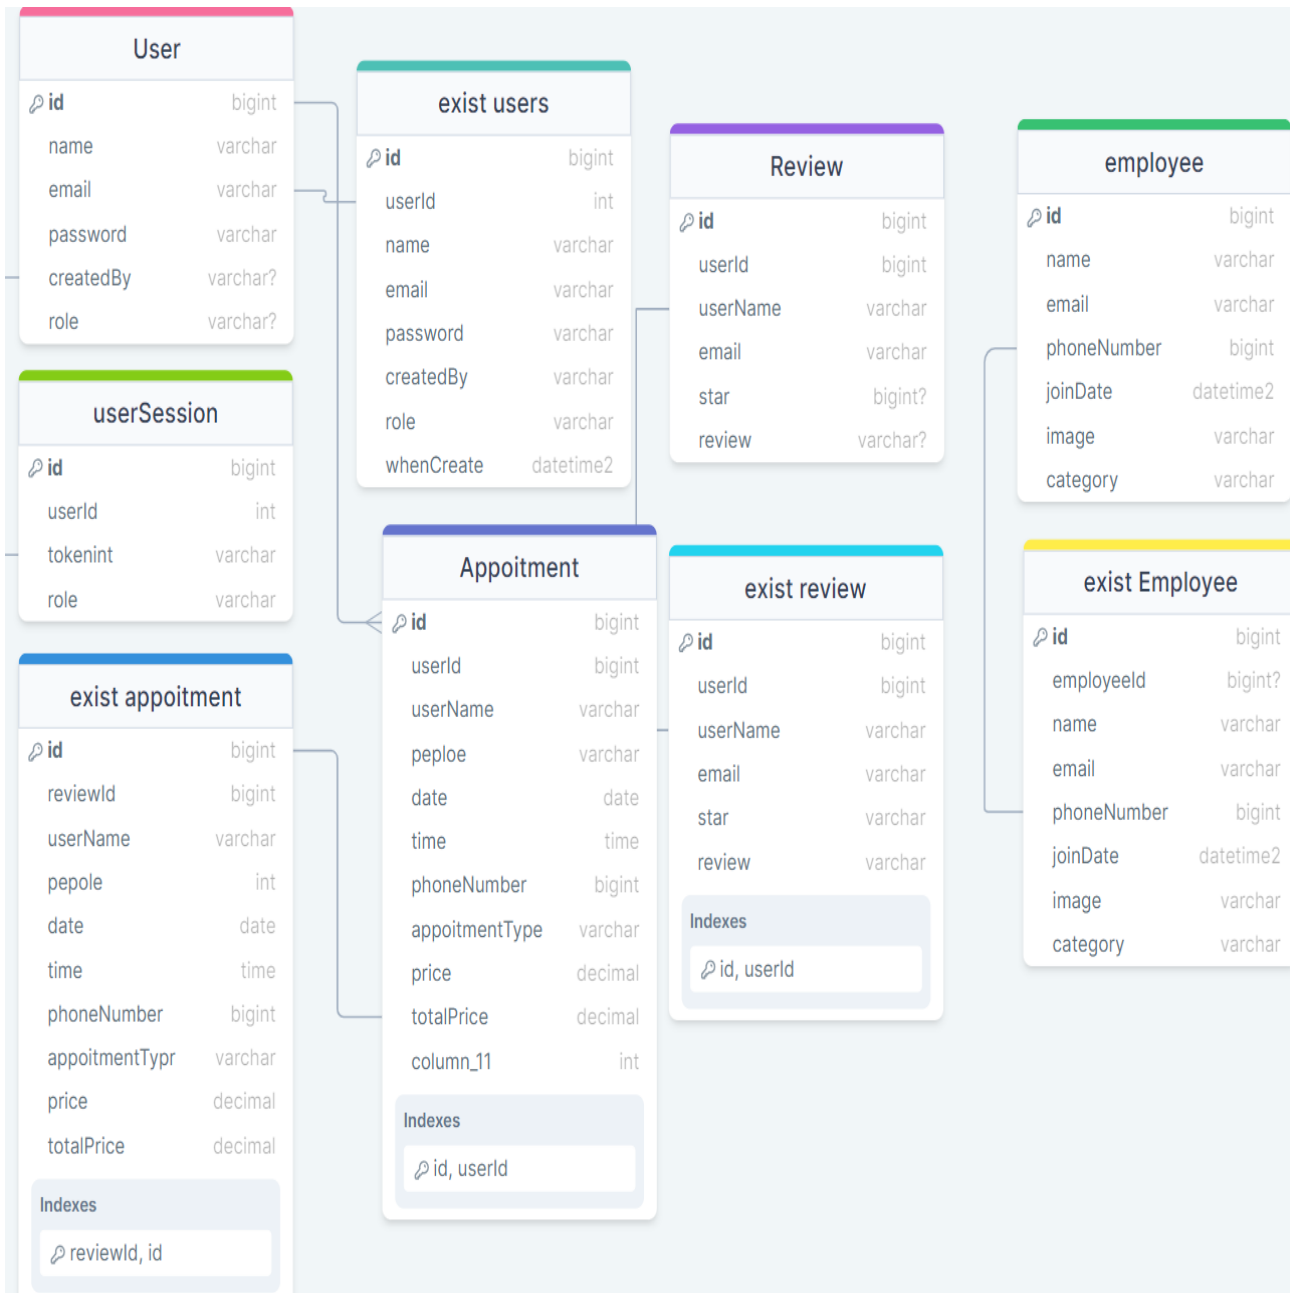 User
id bigint
name varchar
email varchar
password varchar
createdBy varchar?
role varchar?
userSession
id bigint
userId int
tokenint varchar
role varchar
exist appoitment
id bigint
reviewId bigint
userName varchar
pepole int
date date
time time
phoneNumber bigint
appoitmentTypr varchar
price decimal
totalPrice decimal
Indexes
reviewId, id
exist users
id bigint
userId int
name varchar
email varchar
password varchar
createdBy varchar
role varchar
whenCreate datetime2
Appoitment
id bigint
userId bigint
userName varchar
peploe varchar
date date
time time
phoneNumber bigint
appoitmentType varchar
price decimal
totalPrice decimal
column_11 int
Indexes
id, userId
Review
id bigint
userId bigint
userName varchar
email varchar
star bigint?
review varchar?
exist review
id bigint
userId bigint
userName varchar
email varchar
star varchar
review varchar
Indexes
id, userId
employee
id bigint
name varchar
email varchar
phoneNumber bigint
joinDate datetime2
image varchar
category varchar
exist Employee
id bigint
employeeId bigint?
name varchar
email varchar
phoneNumber bigint
joinDate datetime2
image varchar
category varchar